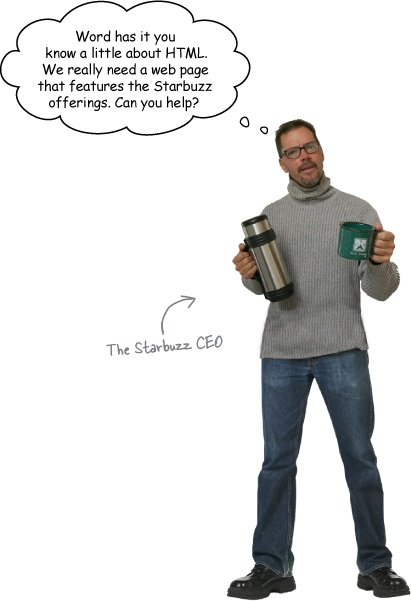 Word has it you
know a little about HTML.
We really need a web page
that features the Starbuzz
offerings. Can you help?
The Starbuzz CEO